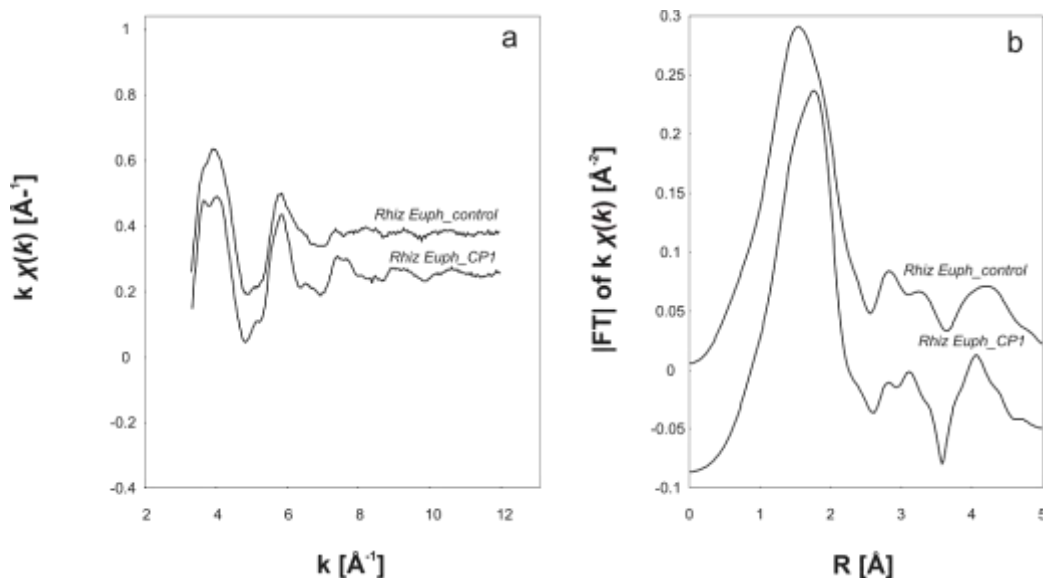 a
1
0.8
0.6
0.4
0.2
0
-0.2
-0.4
2 4 6 8 10 12
k χ(k) [Å-1]
k [Å-1]
Rhiz Euph_control
Rhiz Euph_CP1
b
0.3
0.25
0.2
0.15
0.1
0.05
0
-0.05
-0.1
0 1 2 3 4 5
|FT| of k χ(k) [Å-2]
R [Å]
Rhiz Euph_control
Rhiz Euph_CP1